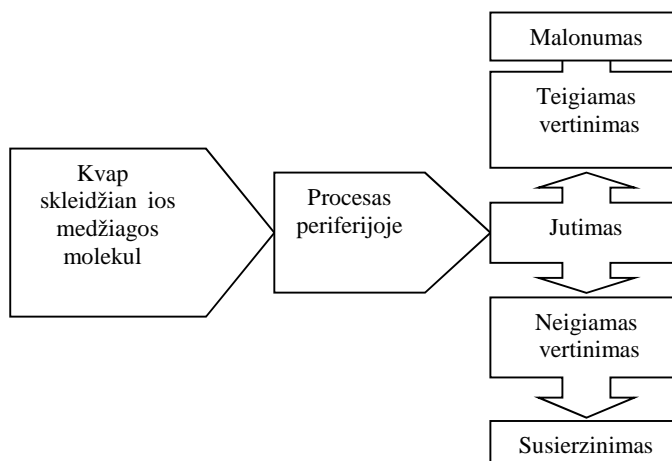 Malonumas
Teigiamas
vertinimas
Kvap
skleidžian ios
medžiagos
molekul
Procesas
periferijoje
Jutimas
Neigiamas
vertinimas
Susierzinimas